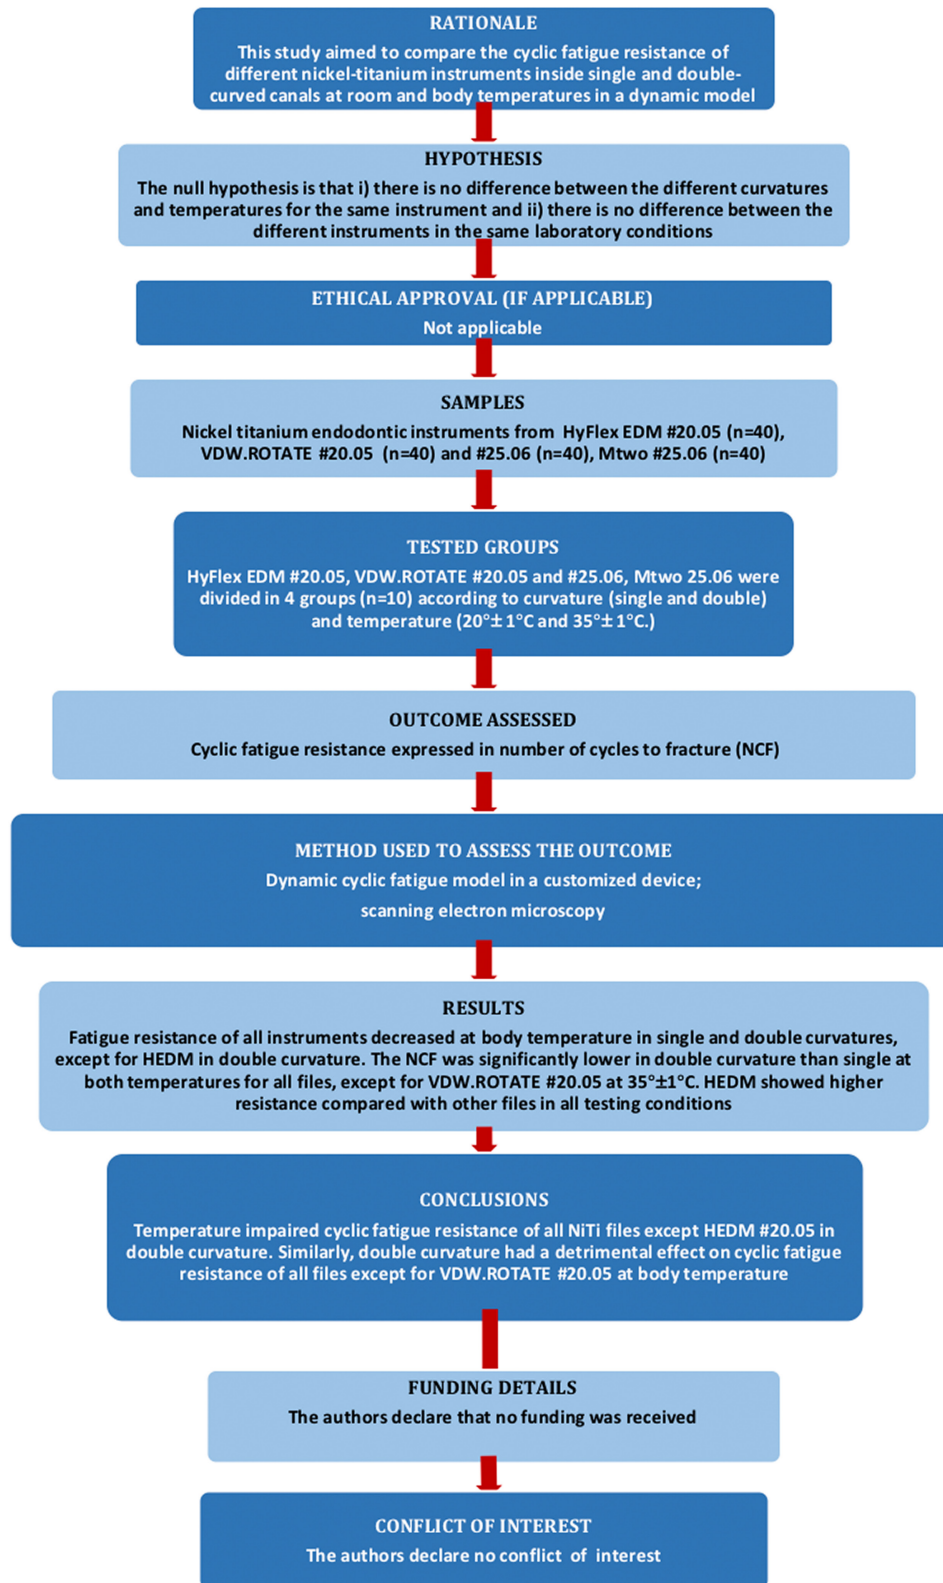 RATIONALE
This study aimed to compare the cyclic fatigue resistance of
different nickel-titanium instruments inside single and double-
curved canals at room and body temperatures in a dynamic model
HYPOTHESIS
The null hypothesis is that i) there is no difference between the different curvatures
and temperatures for the same instrument and ii) there is no difference between the
different instruments in the same laboratory conditions
ETHICAL APPROVAL (IF APPLICABLE)
Not applicable
SAMPLES
Nickel titanium endodontic instruments from HyFlex EDM #20.05 (n=40),
VDW.ROTATE #20.05 (n=40) and #25.06 (n=40), Mtwo #25.06 (n=40)
TESTED GROUPS
HyFlex EDM #20.05, VDW.ROTATE #20.05 and #25.06, Mtwo 25.06 were
divided in 4 groups (n=10) according to curvature (single and double)
and temperature (20°± 1°C and 35°± 1°C.)
OUTCOME ASSESSED
Cyclic fatigue resistance expressed in number of cycles to fracture (NCF)
METHOD USED TO ASSESS THE OUTCOME
Dynamic cyclic fatigue model in a customized device;
scanning electron microscopy
RESULTS
Fatigue resistance of all instruments decreased at body temperature in single and double curvatures,
except for HEDM in double curvature. The NCF was significantly lower in double curvature than single at
both temperatures for all files, except for VDW.ROTATE #20.05 at 35°±1°C. HEDM showed higher
resistance compared with other files in all testing conditions
CONCLUSIONS
Temperature impaired cyclic fatigue resistance of all NiTi files except HEDM #20.05 in
double curvature. Similarly, double curvature had a detrimental effect on cyclic fatigue
resistance of all files except for VDW.ROTATE #20.05 at body temperature
FUNDING DETAILS
The authors declare that no funding was received
CONFLICT OF INTEREST
The authors declare no conflict of interest